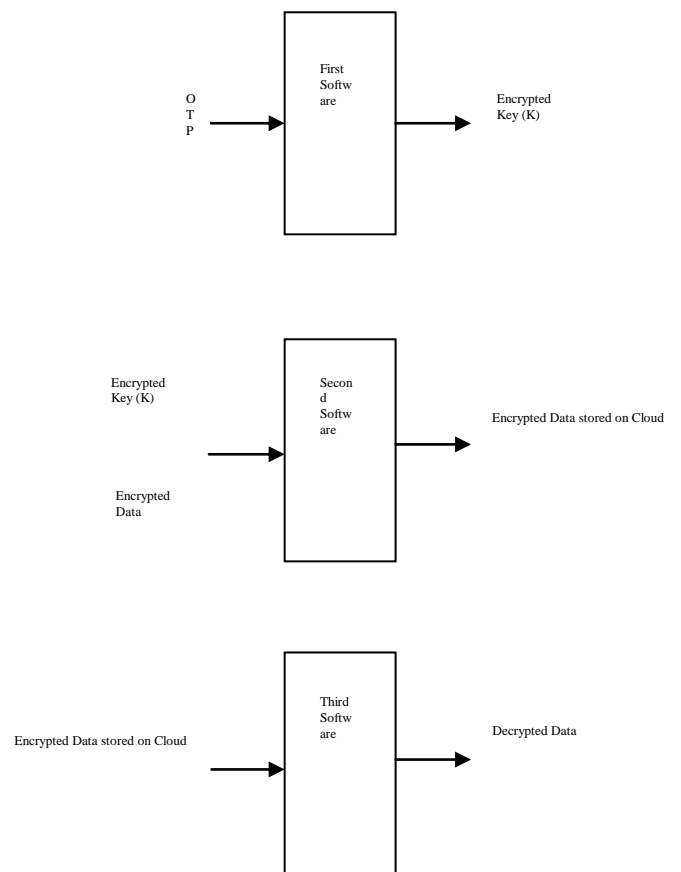 First
Softw
are
O
T
P
Encrypted
Key (K)
Encrypted
Key (K)
Secon
d
Softw
are
Encrypted Data stored on Cloud
Encrypted
Data
Third
Softw
are
Encrypted Data stored on Cloud
Decrypted Data